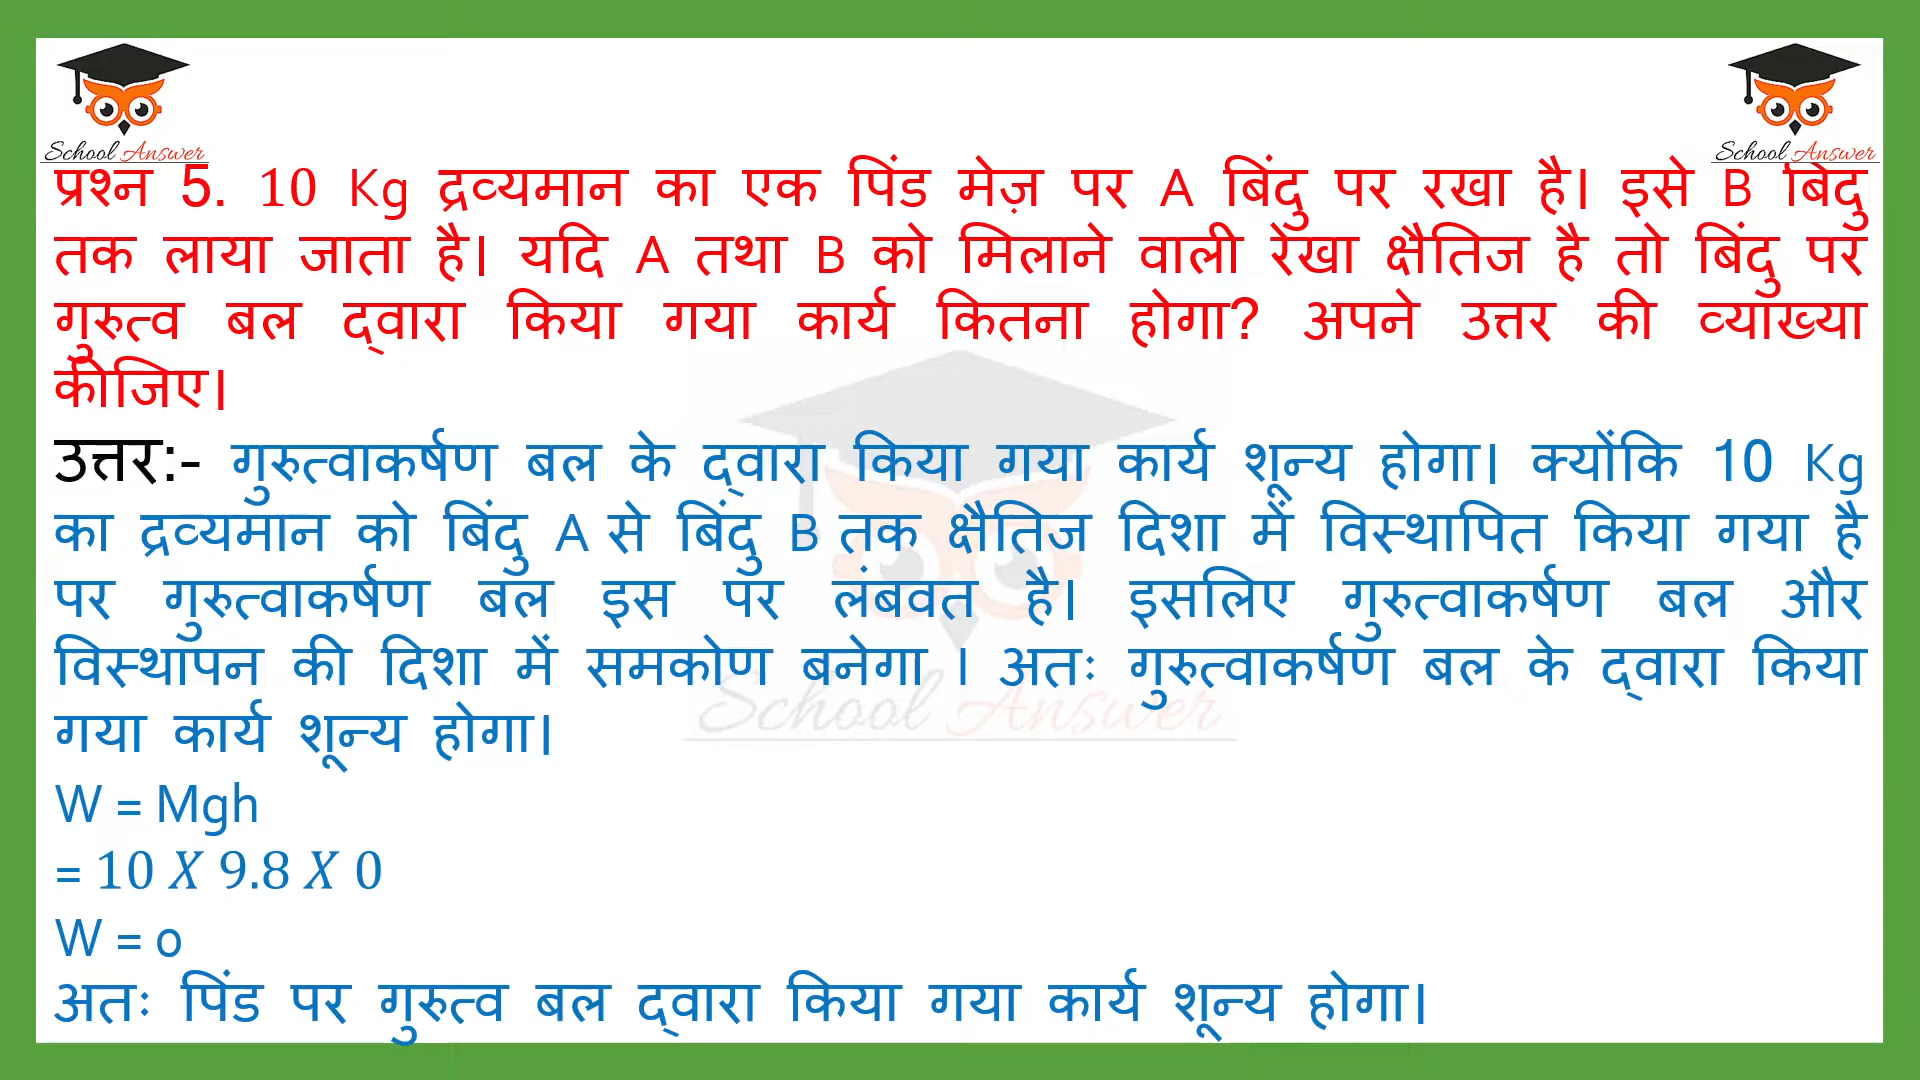 School Answer
School Answer
प्रश्न 5. 10 Kg द्रव्यमान का एक पिंड मेज़ पर A बिंदु पर रखा है। इसे B बिंदु
तक लाया जाता है। यदि A तथा B को मिलाने वाली रेखा क्षैतिज है तो बिंदु पर
गुरुत्व बल द्वारा किया गया कार्य कितना होगा? अपने उत्तर की व्याख्या
कीजिए।
उत्तर:- गुरुत्वाकर्षण बल के द्वारा किया गया कार्य शून्य होगा। क्योंकि 10 Kg
का द्रव्यमान को बिंदु A से बिंदु B तक क्षैतिज दिशा में विस्थापित किया गया है
पर गुरुत्वाकर्षण बल इस पर लंबवत है। इसलिए गुरुत्वाकर्षण बल और
विस्थापन की दिशा में समकोण बनेगा । अतः गुरुत्वाकर्षण बल के द्वारा किया
गया कार्य शून्य होगा।
School Answer
W = Mgh
= 10 X 9.8 X 0
W = o
अतः पिंड पर गुरुत्व बल द्वारा किया गया कार्य शून्य होगा।